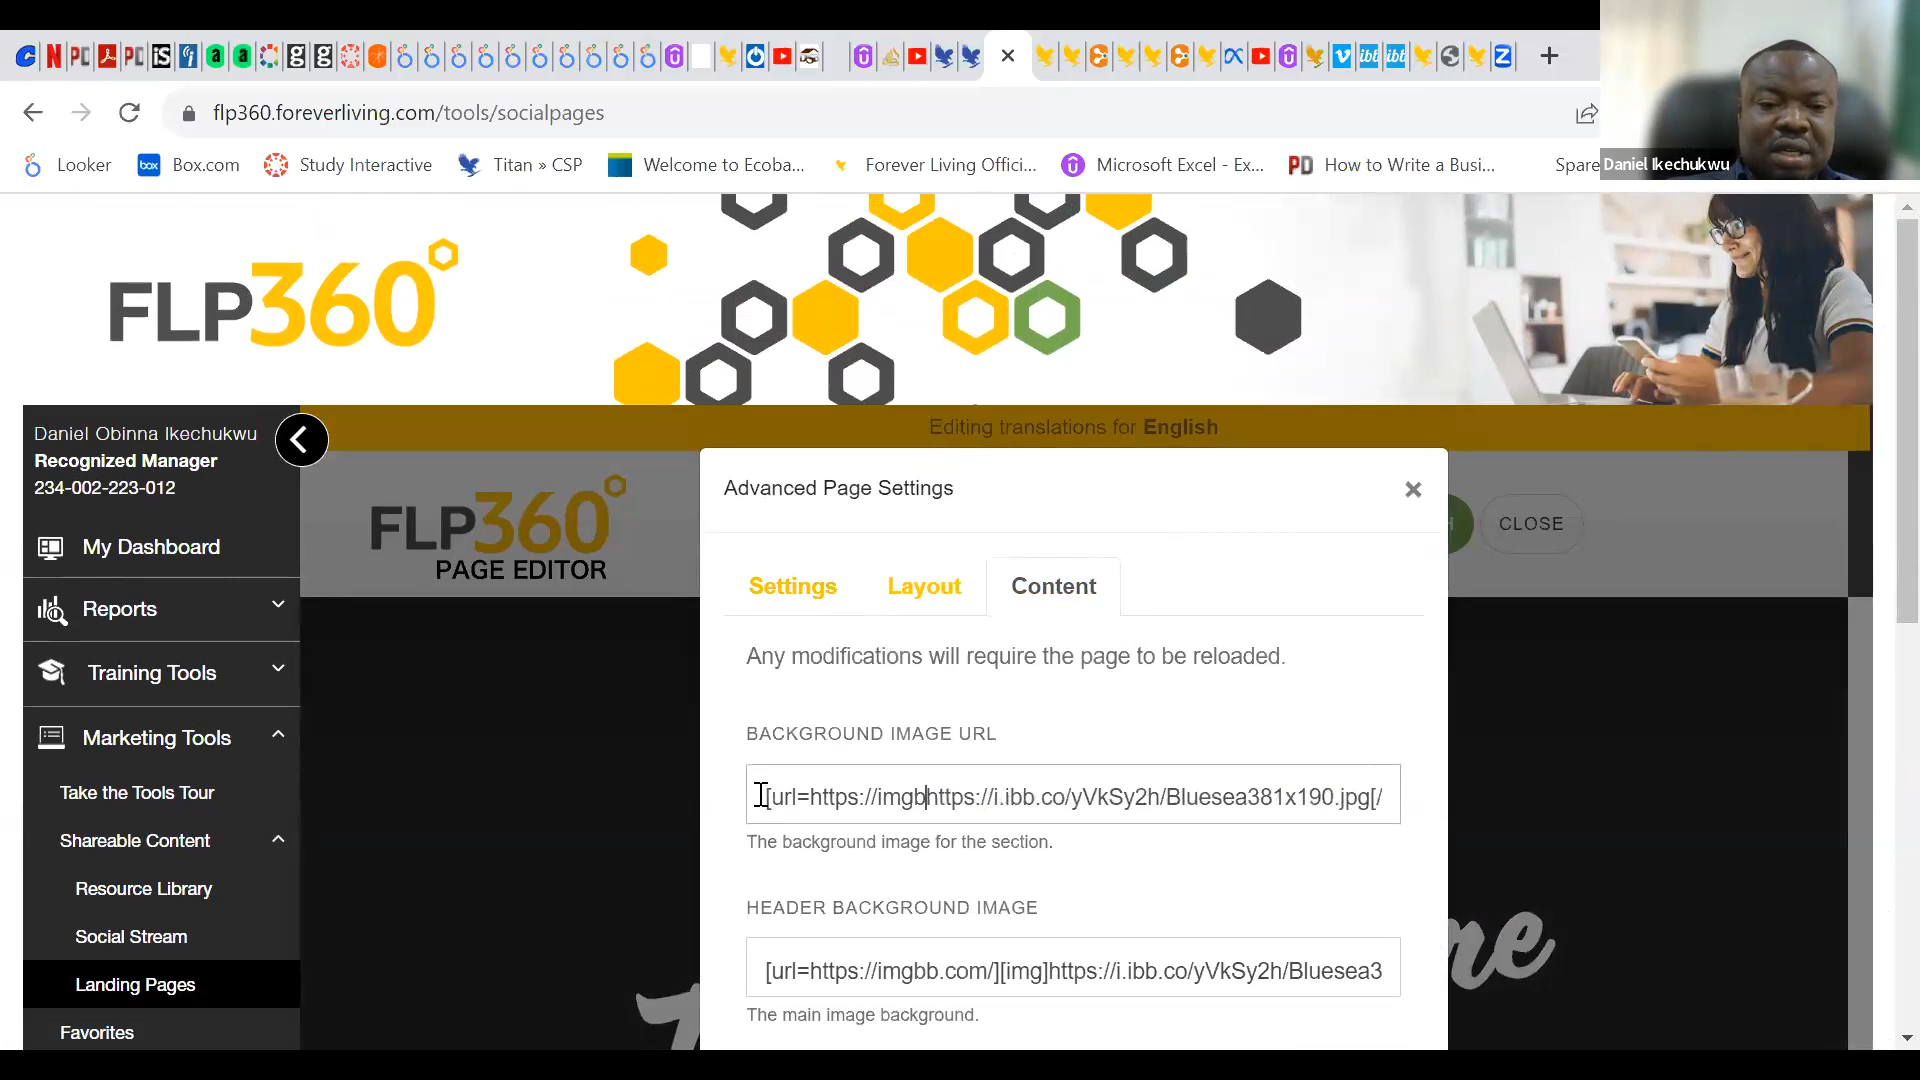 flp360.foreverliving.com/tools/socialpages
Looker
Box.com
Study Interactive
Titan » CSP
Welcome to Ecoba...
Forever Living Offici...
Microsoft Excel - Ex...
How to Write a Busi...
Spare
Daniel Ikechukwu
FLP360
Daniel Obinna Ikechukwu
Recognized Manager
234-002-223-012
My Dashboard
Reports
Training Tools
Marketing Tools
Take the Tools Tour
Shareable Content
Resource Library
Social Stream
Landing Pages
Favorites
Editing translations for English
FLP360
PAGE EDITOR
H
CLOSE
Advanced Page Settings
Settings
Layout
Content
Any modifications will require the page to be reloaded.
BACKGROUND IMAGE URL
[url=https://imgbhttps://i.ibb.co/yVkSy2h/Bluesea381x190.jpg[/
The background image for the section.
HEADER BACKGROUND IMAGE
[url=https://imgbb.com/][img]https://i.ibb.co/yVkSy2h/Bluesea3
The main image background.